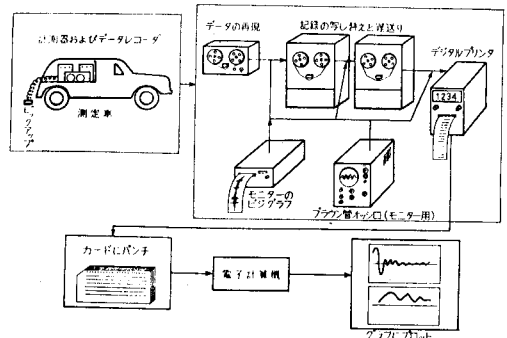 計測器およびデータレコーダ
ピックアップ
測定車
データの再現
記録の写し替えと遅送り
デジタルプリンタ
1234
モニターの
ビジグラフ
ブラウン管オッシロ(モニター用)
カードにパンチ
電子計算機
グラフにプロット